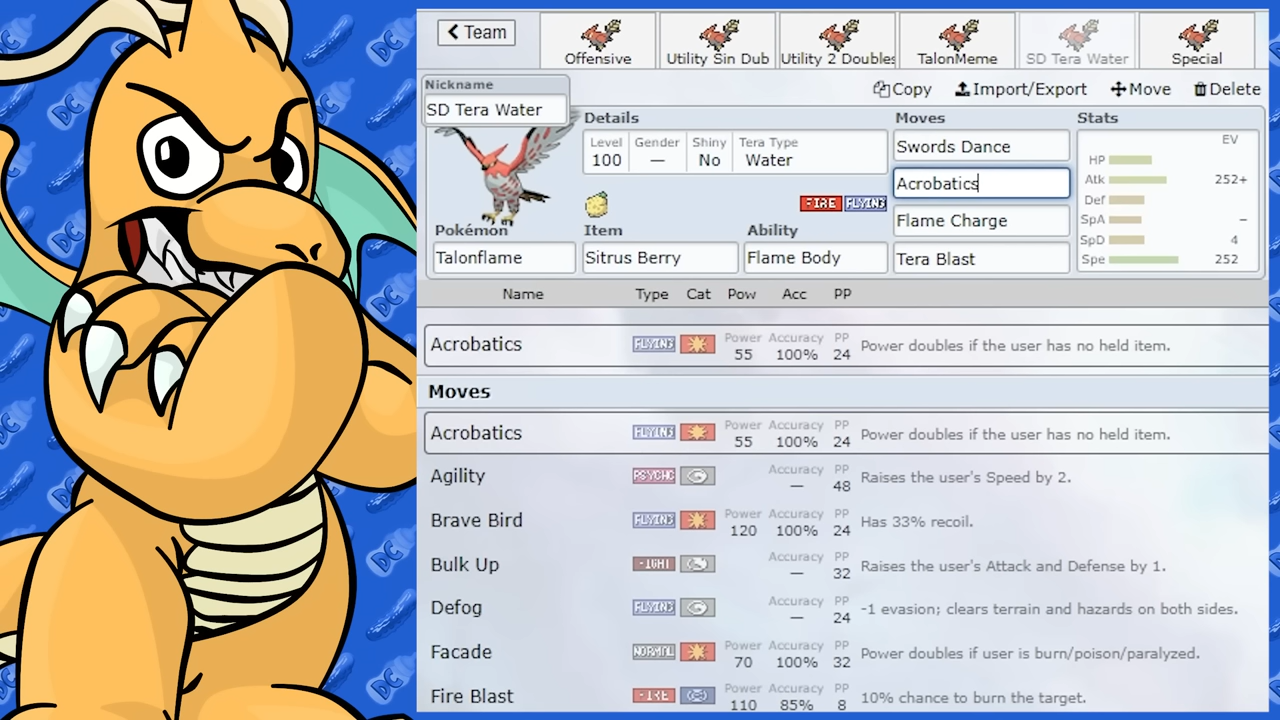 Team
Offensive
Utility Sin Dub
Utility 2 Doubles
TalonMeme
SD Tera Water
Special
Copy Import/Export Move Delete
Nickname
SD Tera Water
Details
Level Gender Shiny Tera Type
100 — No Water
FIRE FLYING
Pokémon Item Ability
Talonflame Sitrus Berry Flame Body
Moves
Swords Dance
Acrobatics
Flame Charge
Tera Blast
Stats
EV
HP
Atk 252+
Def
SpA –
SpD 4
Spe 252
Name Type Cat Pow Acc PP
Acrobatics FLYING Power 55 Accuracy 100% PP 24 Power doubles if the user has no held item.
Moves
Acrobatics FLYING Power 55 Accuracy 100% PP 24 Power doubles if the user has no held item.
Agility PSYCHC Accuracy — PP 48 Raises the user's Speed by 2.
Brave Bird FLYING Power 120 Accuracy 100% PP 24 Has 33% recoil.
Bulk Up FIGHT Accuracy — PP 32 Raises the user's Attack and Defense by 1.
Defog FLYING Accuracy — PP 24 -1 evasion; clears terrain and hazards on both sides.
Facade NORMAL Power 70 Accuracy 100% PP 32 Power doubles if user is burn/poison/paralyzed.
Fire Blast FIRE Power 110 Accuracy 85% PP 8 10% chance to burn the target.
DC
DC
DC
DC
DC
DC